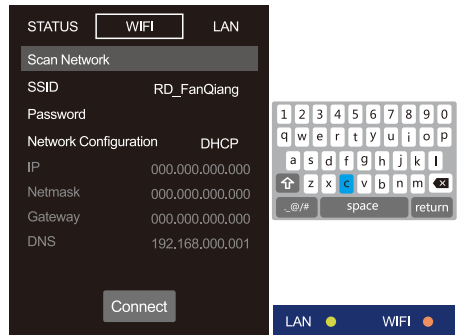 STATUS WIFI LAN
Scan Network
SSID RD_FanQiang
Password
Network Configuration DHCP
IP 000.000.000.000
Netmask 000.000.000.000
Gateway 000.000.000.000
DNS 192.168.000.001
Connect
1 2 3 4 5 6 7 8 9 0
q w e r t y u i o p
a s d f g h j k l
z x c v b n m
._@/# space return
LAN WIFI